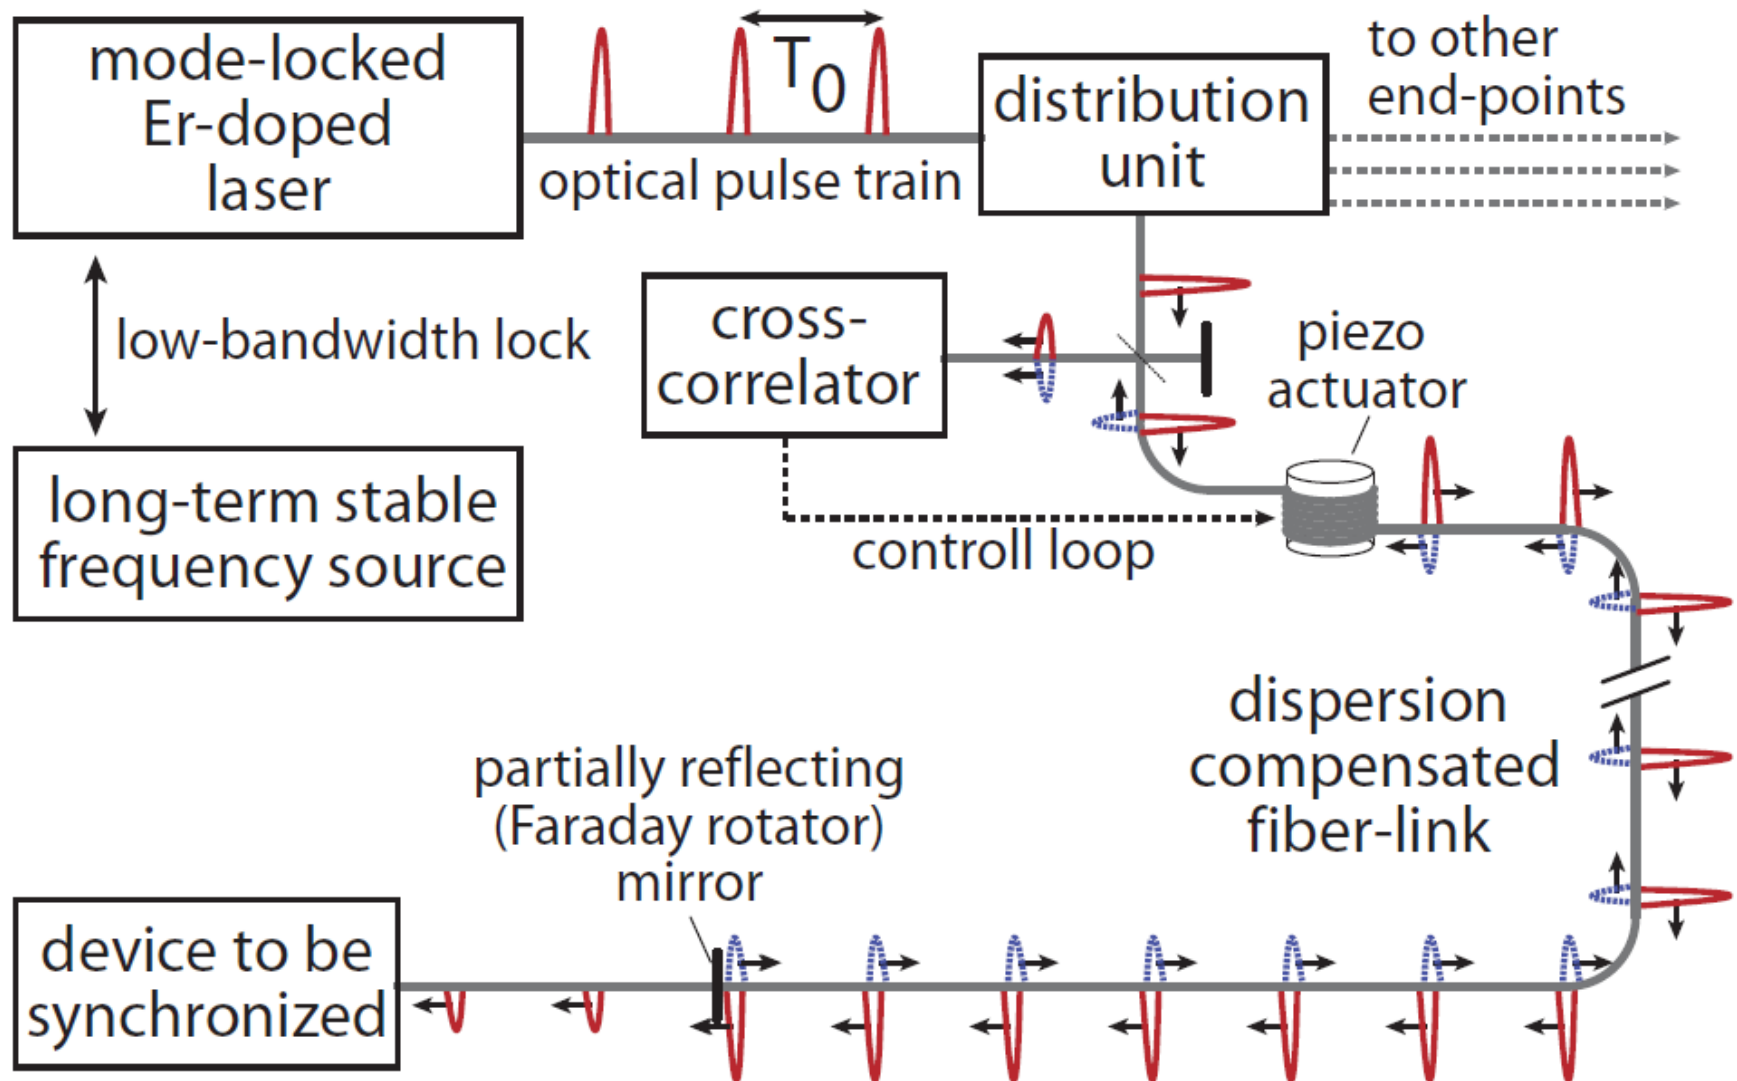 mode-locked
Er-doped
laser
T0
optical pulse train
distribution
unit
to other
end-points
low-bandwidth lock
cross-
correlator
piezo
actuator
long-term stable
frequency source
controll loop
dispersion
compensated
fiber-link
partially reflecting
(Faraday rotator)
mirror
device to be
synchronized